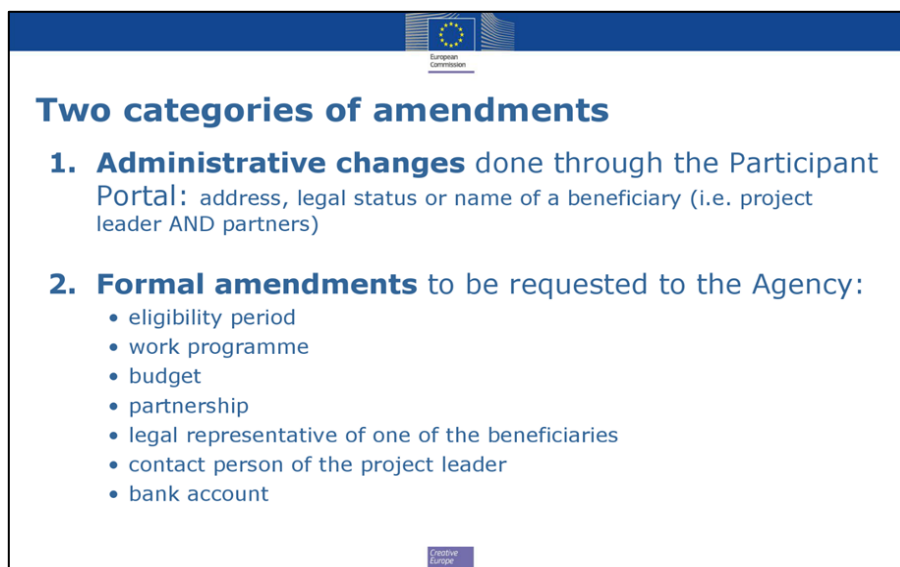 European
Commission
Two categories of amendments
1. Administrative changes done through the Participant
Portal: address, legal status or name of a beneficiary (i.e. project
leader AND partners)
2. Formal amendments to be requested to the Agency:
• eligibility period
• work programme
• budget
• partnership
• legal representative of one of the beneficiaries
• contact person of the project leader
• bank account
Creative
Europe